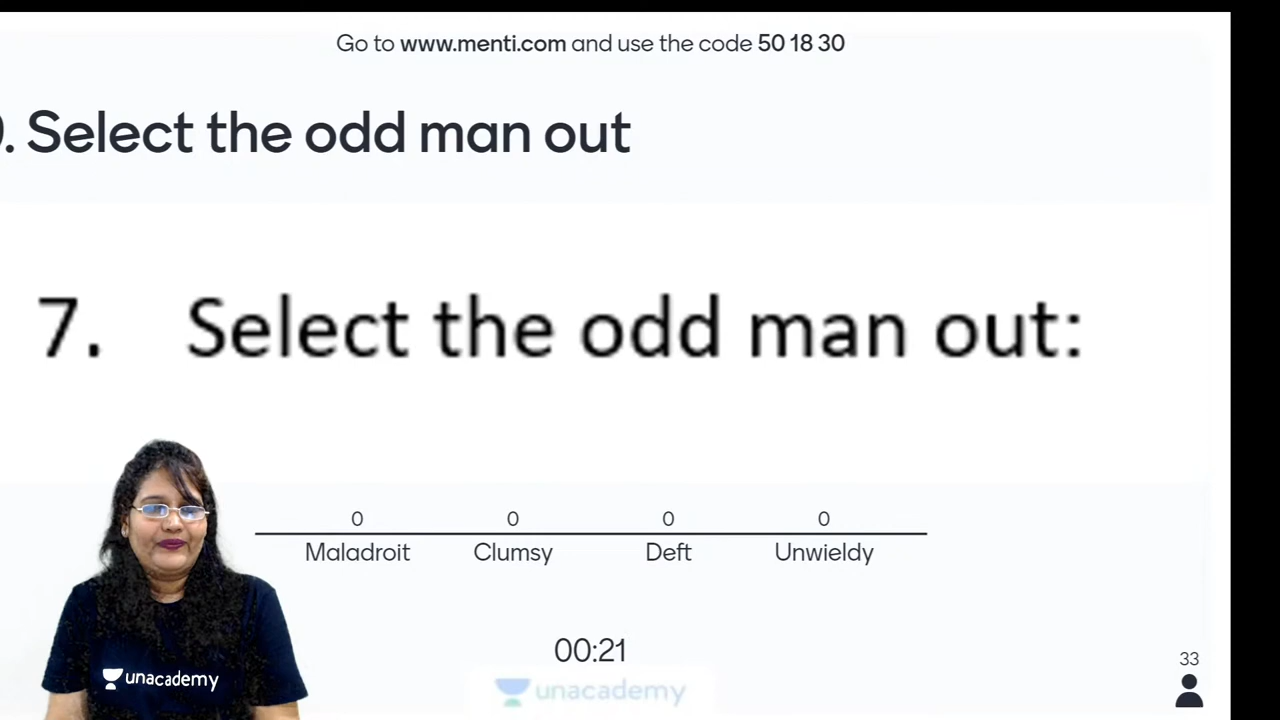 Go to www.menti.com and use the code 50 18 30
. Select the odd man out
7. Select the odd man out:
0 0 0 0
Maladroit Clumsy Deft Unwieldy
00:21
33
unacademy
unacademy